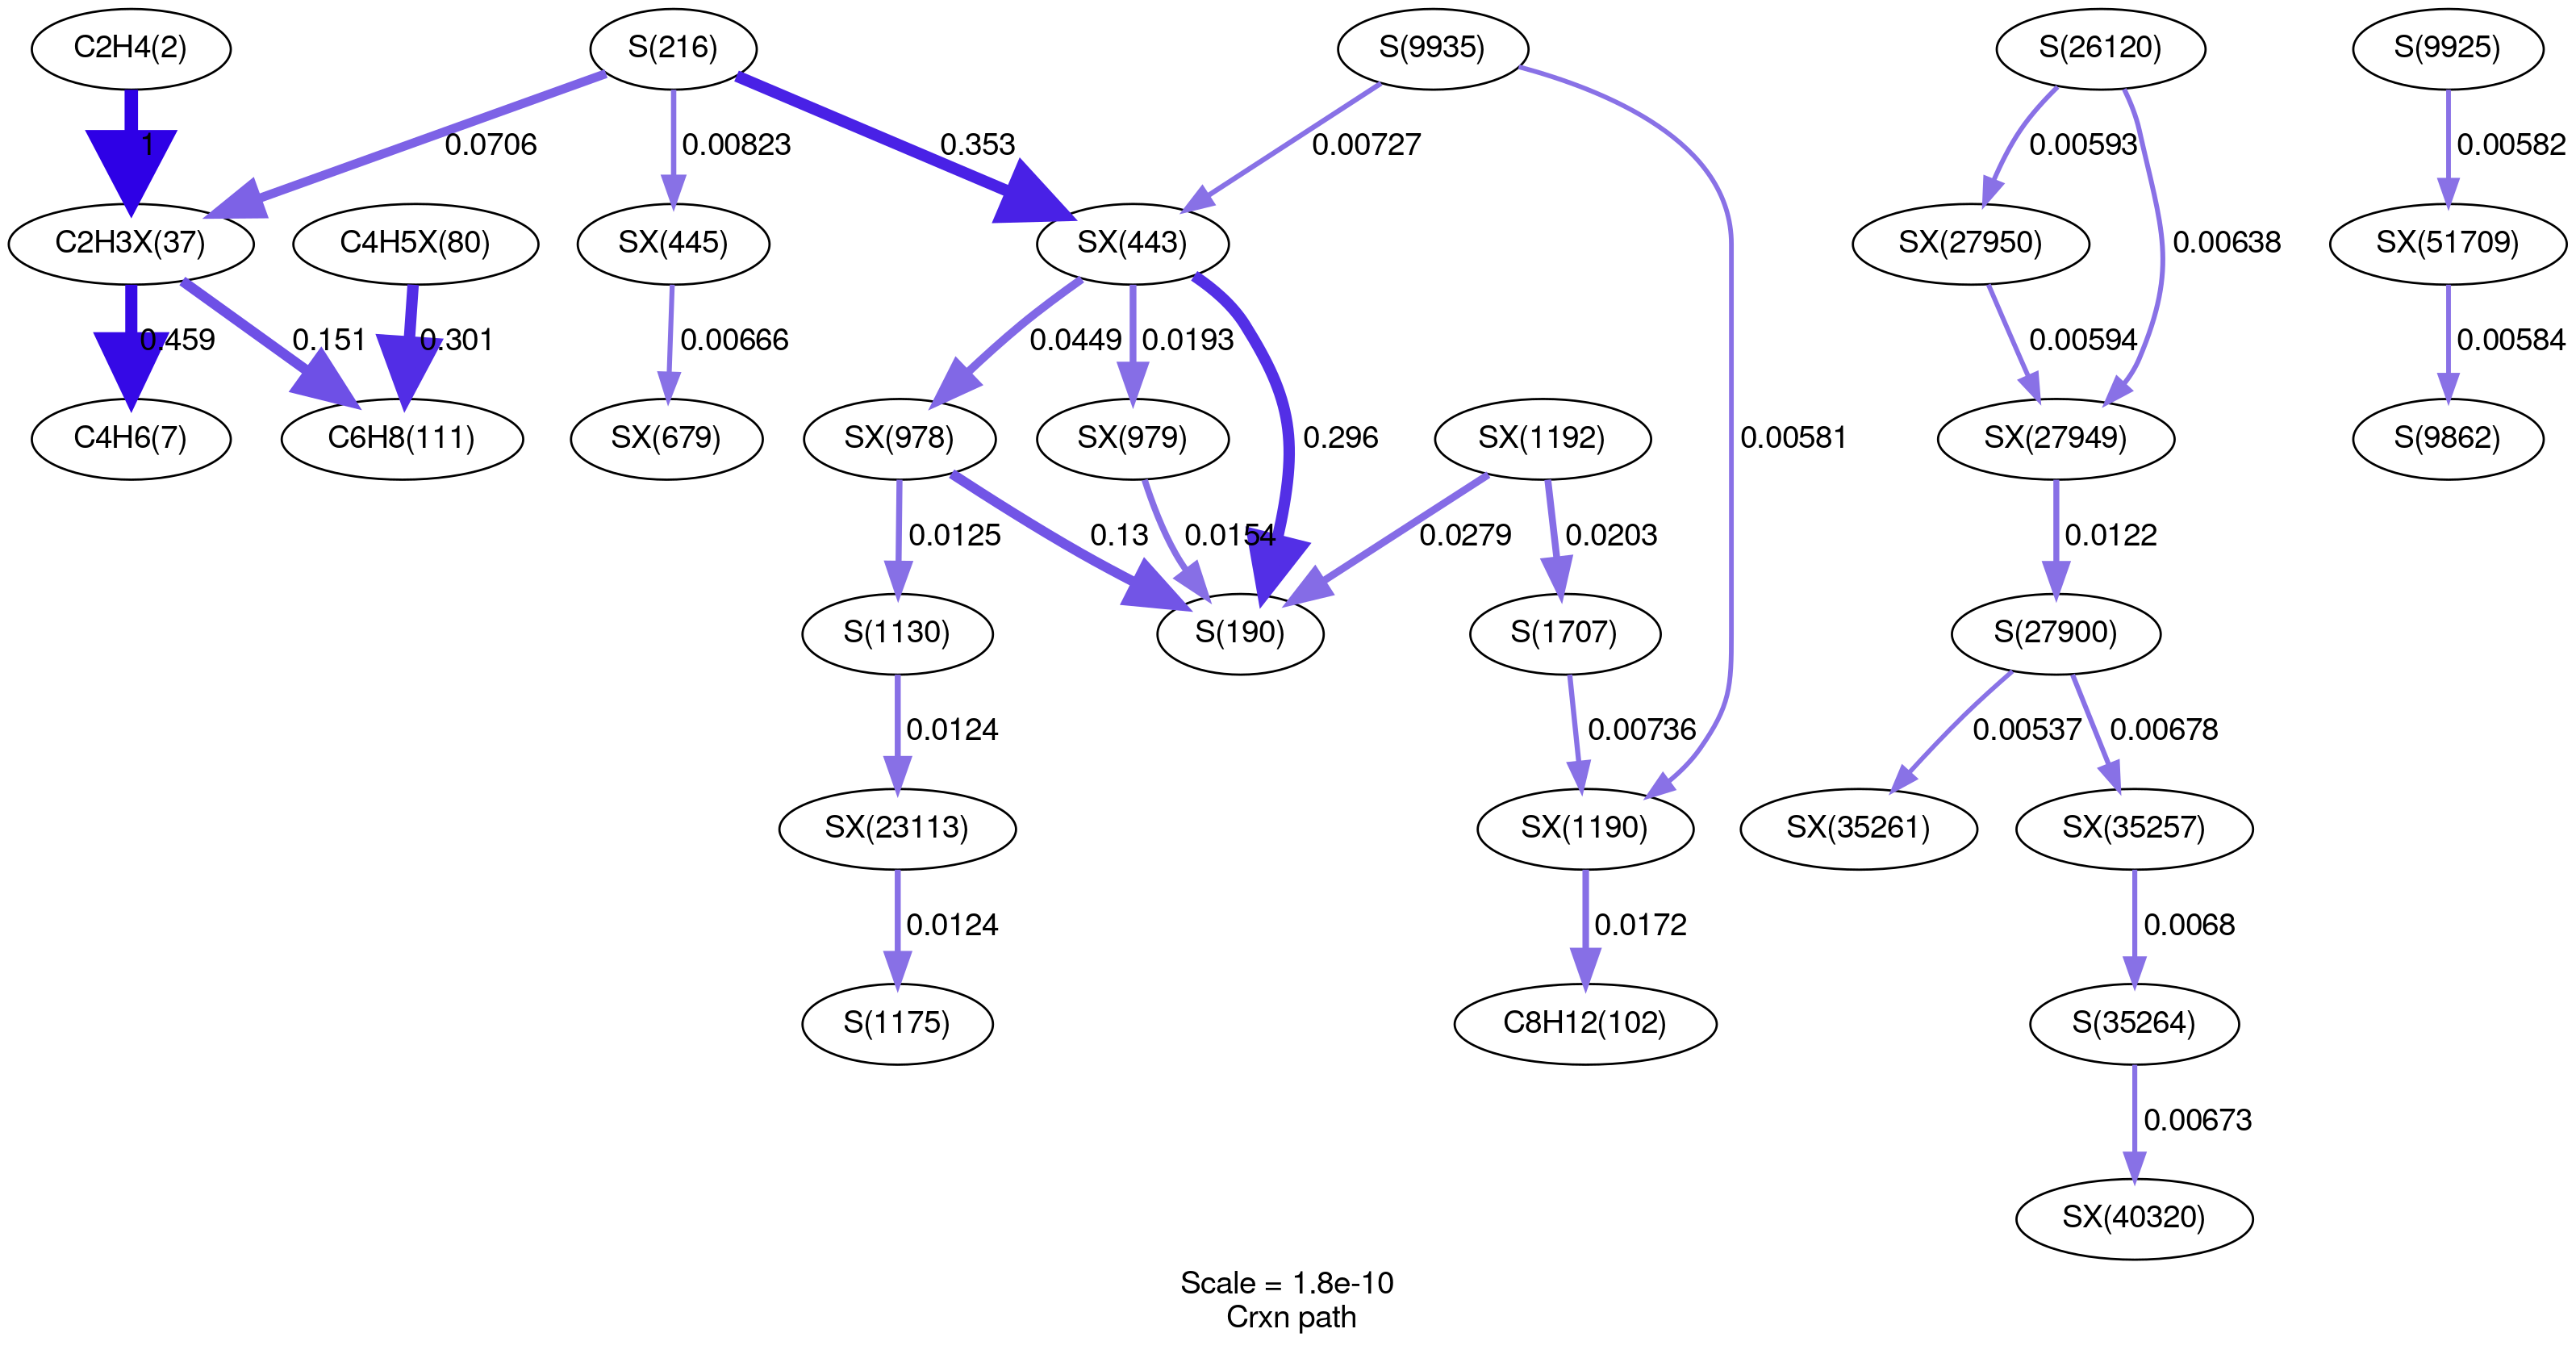 C2H4(2)
S(216)
S(9935)
S(26120)
S(9925)
1
0.0706
0.00823
0.353
0.00727
0.00593
0.00582
C2H3X(37)
C4H5X(80)
SX(445)
SX(443)
SX(27950)
0.00638
SX(51709)
0.459
0.151
0.301
0.00666
0.0449
0.0193
0.00594
0.00584
C4H6(7)
C6H8(111)
SX(679)
SX(978)
SX(979)
0.296
SX(1192)
0.00581
SX(27949)
S(9862)
0.0125
0.13
0.0154
0.0279
0.0203
0.0122
S(1130)
S(190)
S(1707)
S(27900)
0.0124
0.00736
0.00537
0.00678
SX(23113)
SX(1190)
SX(35261)
SX(35257)
0.0124
0.0172
0.0068
S(1175)
C8H12(102)
S(35264)
0.00673
SX(40320)
Scale = 1.8e-10
Crxn path